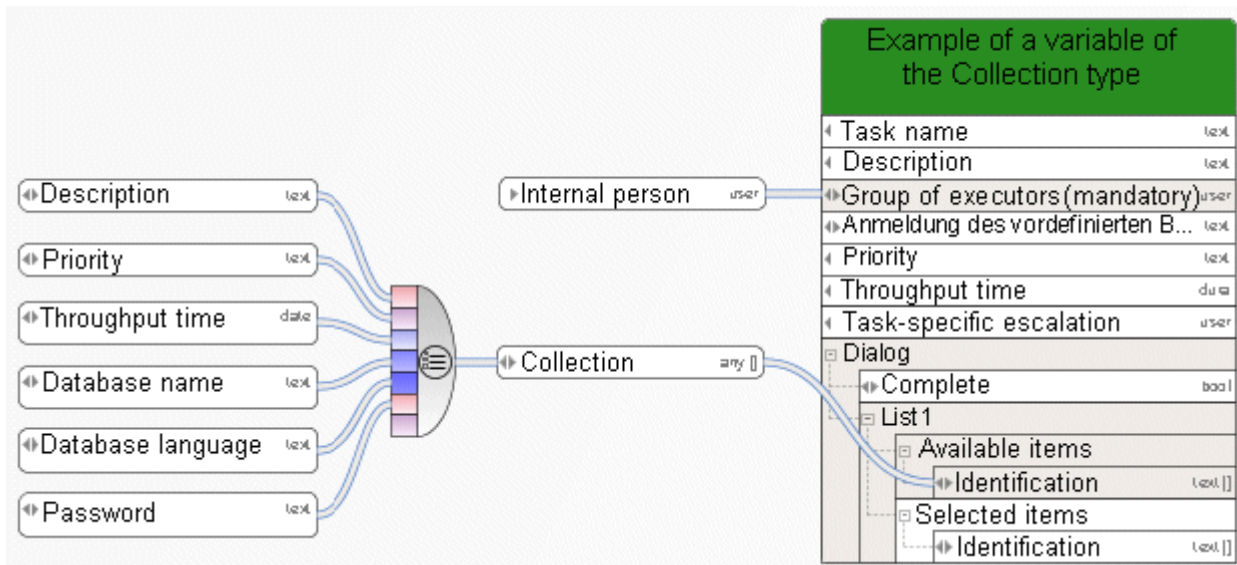 Description text
Priority text
Throughput time date
Database name text
Database language text
Password text
Internal person user
Collection any []
Example of a variable of
the Collection type
Task name text
Description text
Group of executors(mandatory) user
Anmeldung des vordefinierten B... text
Priority text
Throughput time dura
Task-specific escalation user
Dialog
Complete bool
List1
Available items
Identification text []
Selected items
Identification text []